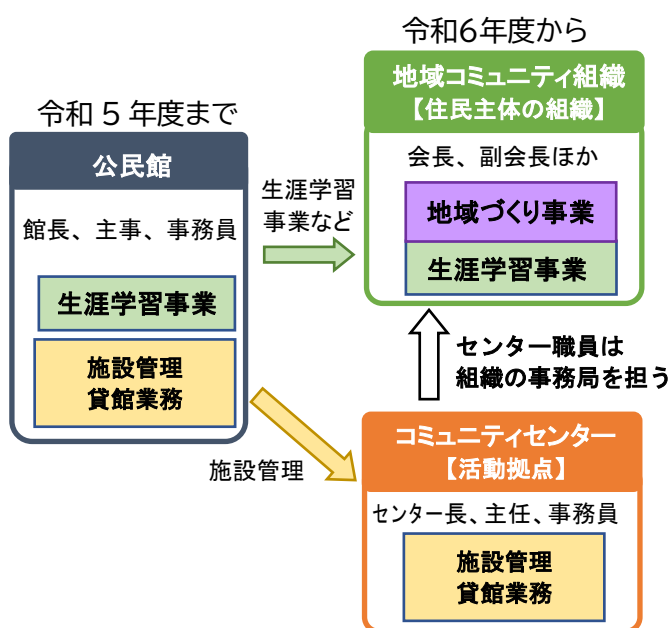 令和5年度まで
公民館
館長、主事、事務員
生涯学習事業
施設管理
貸館業務
生涯学習
事業など
施設管理
令和6年度から
地域コミュニティ組織
【住民主体の組織】
会長、副会長ほか
地域づくり事業
生涯学習事業
センター職員は
組織の事務局を担う
コミュニティセンター
【活動拠点】
センター長、主任、事務員
施設管理
貸館業務